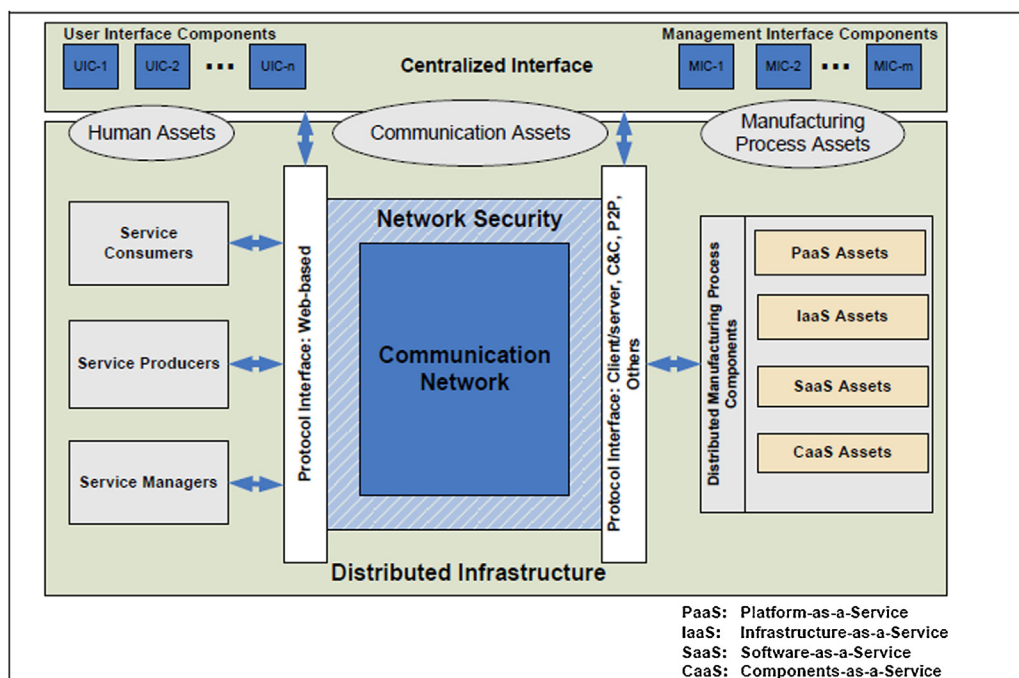 User Interface Components
UIC-1
UIC-2
...
UIC-n
Centralized Interface
Management Interface Components
MIC-1
MIC-2
...
MIC-m
Human Assets
Communication Assets
Manufacturing
Process Assets
Service
Consumers
Service Producers
Service Managers
Protocol Interface: Web-based
Network Security
Communication
Network
Protocol Interface: Client/server, C&C, P2P,
Others
Distributed Manufacturing Process
Components
PaaS Assets
IaaS Assets
SaaS Assets
CaaS Assets
Distributed Infrastructure
PaaS: Platform-as-a-Service
IaaS: Infrastructure-as-a-Service
SaaS: Software-as-a-Service
CaaS: Components-as-a-Service